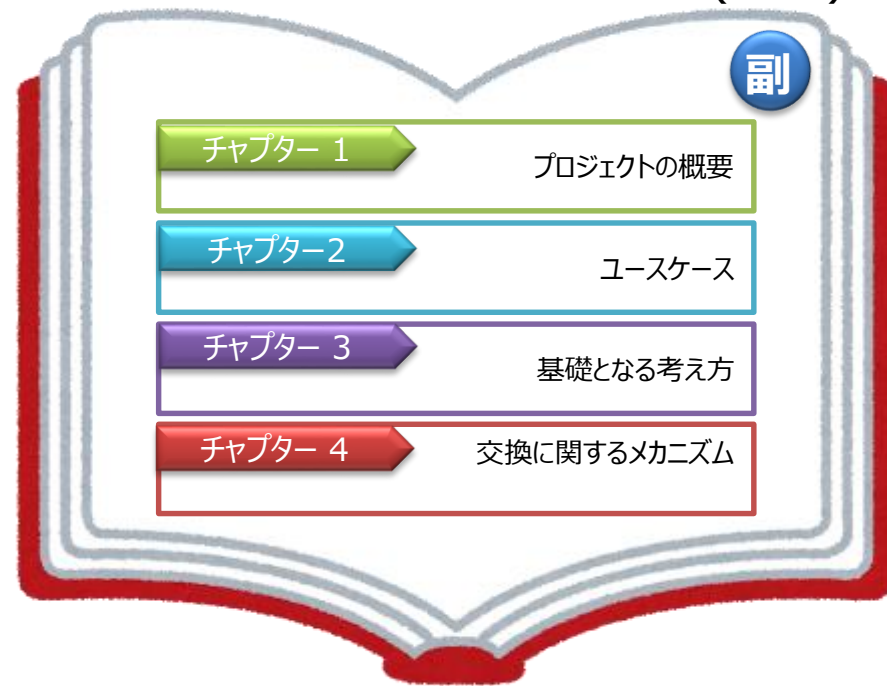 副
チャプター 1
プロジェクトの概要
チャプター2
ユースケース
チャプター 3
基礎となる考え方
チャプター 4
交換に関するメカニズム